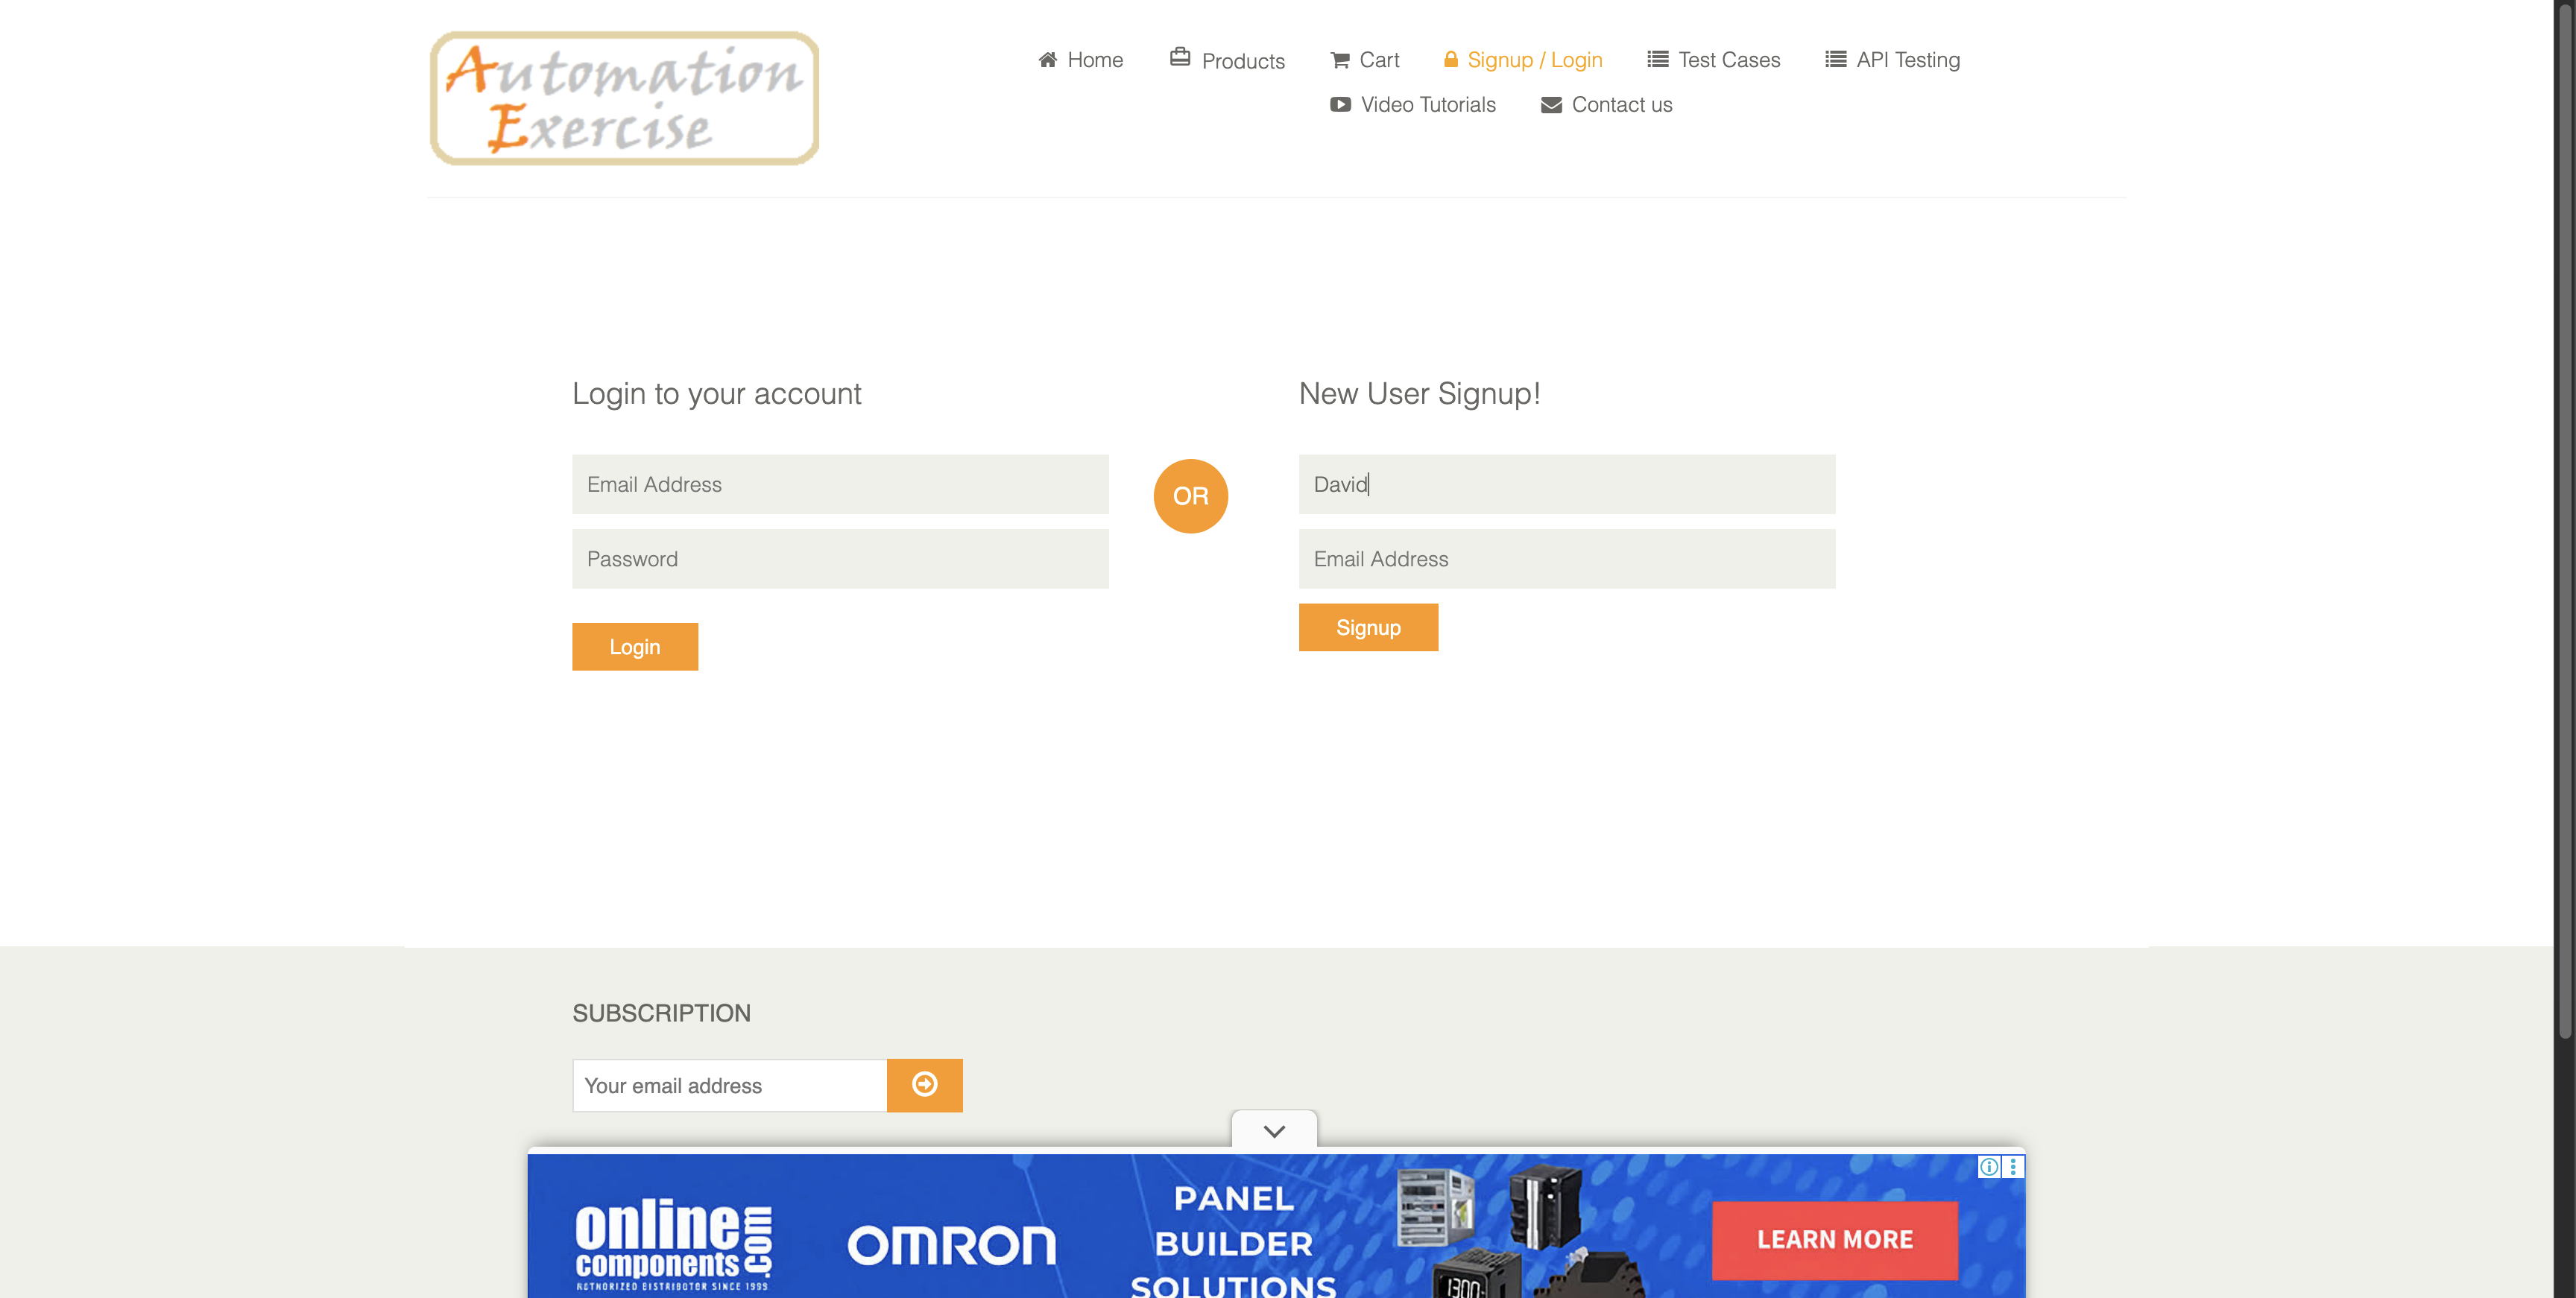 Automation
Exercise
Home
Products
Cart
Signup / Login
Test Cases
API Testing
Video Tutorials
Contact us
Login to your account
Email Address
Password
Login
OR
New User Signup!
David
Email Address
Signup
SUBSCRIPTION
Your email address
online
components
.com
AUTHORIZED DISTRIBUTOR SINCE 1999
OMRON
PANEL
BUILDER
SOLUTIONS
1300
LEARN MORE